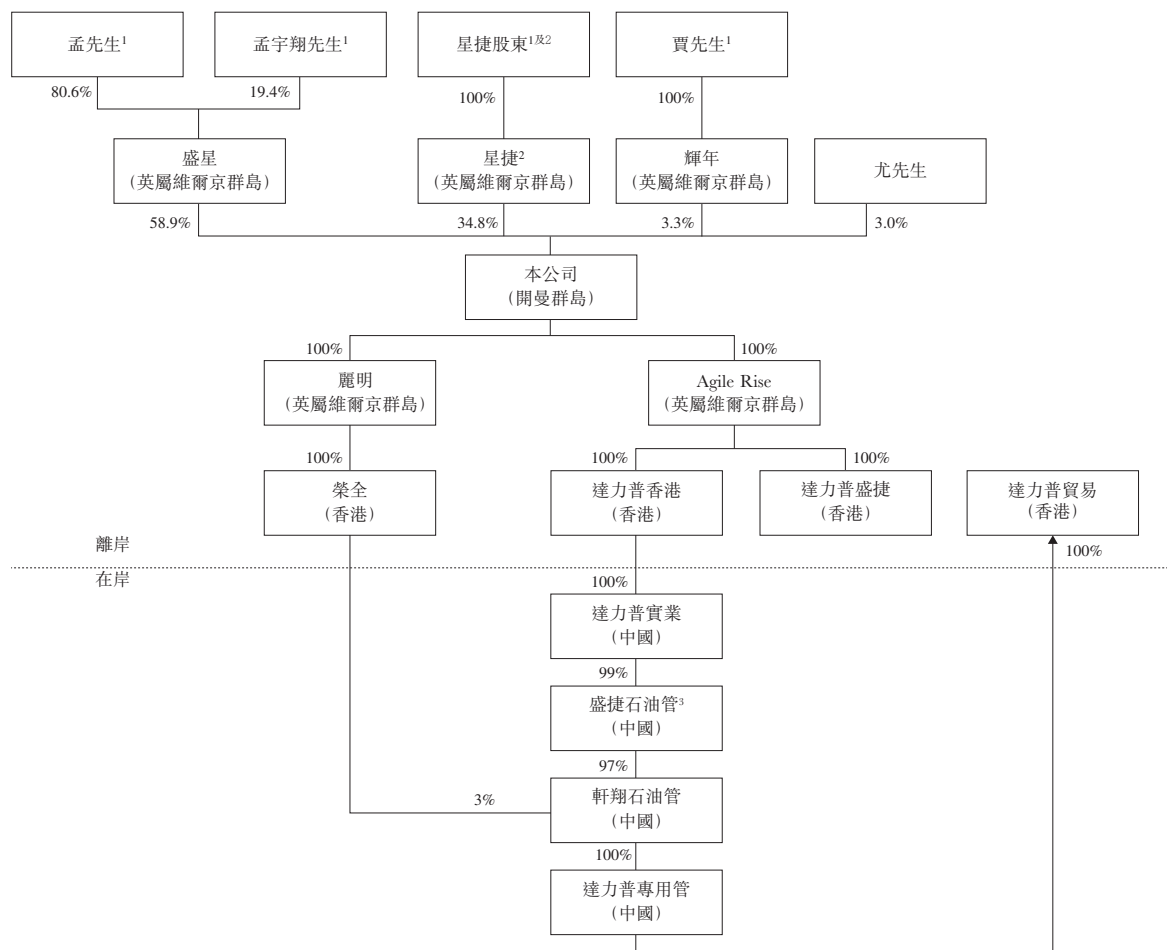 孟先生¹
孟宇翔先生¹
星捷股東¹及²
賈先生¹
80.6%
19.4%
100%
100%
盛星
(英屬維爾京群島)
星捷²
(英屬維爾京群島)
輝年
(英屬維爾京群島)
尤先生
58.9%
34.8%
3.3%
3.0%
本公司
(開曼群島)
100%
100%
麗明
(英屬維爾京群島)
Agile Rise
(英屬維爾京群島)
100%
100%
100%
榮全
(香港)
達力普香港
(香港)
達力普盛捷
(香港)
達力普貿易
(香港)
離岸
100%
在岸
100%
達力普實業
(中國)
99%
盛捷石油管³
(中國)
97%
3%
軒翔石油管
(中國)
100%
達力普專用管
(中國)